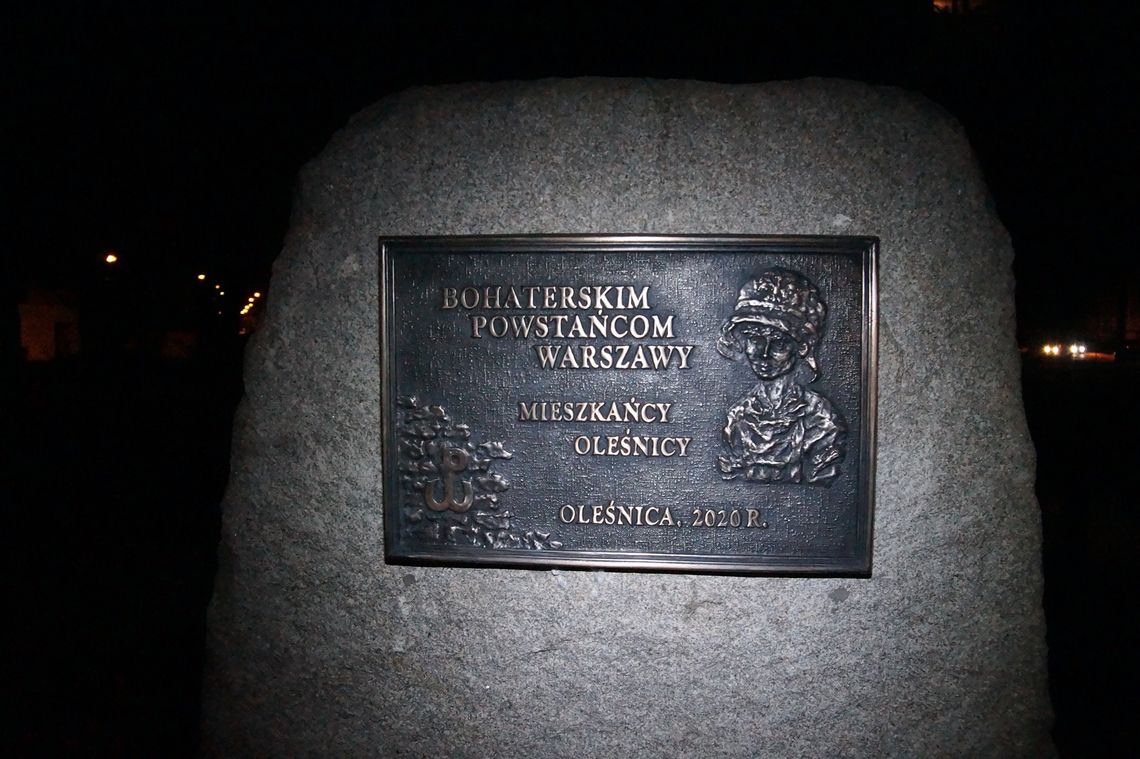 BOHATERSKIM
POWSTAŃCOM
WARSZAWY
MIESZKAŃCY
OLEŚNICY
OLEŚNICA, 2020 R.